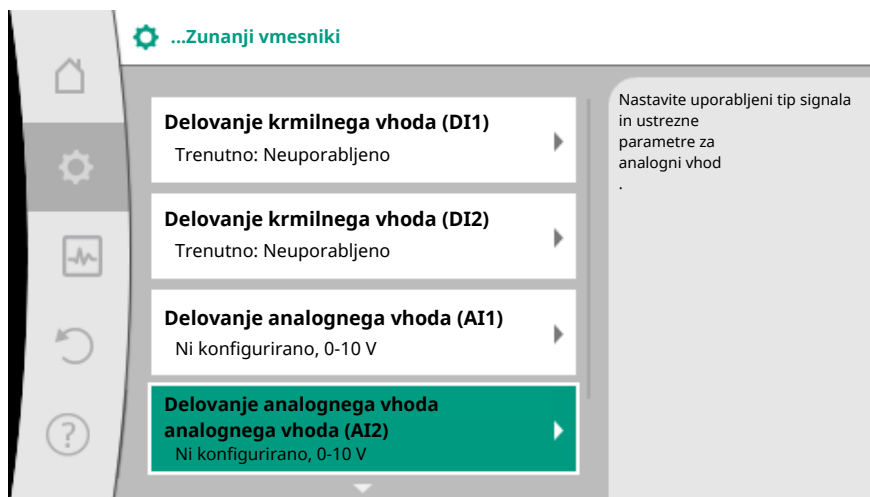 ...Zunanji vmesniki
Delovanje krmilnega vhoda (DI1)
Trenutno: Neuporabljeno
Delovanje krmilnega vhoda (DI2)
Trenutno: Neuporabljeno
Delovanje analognega vhoda (AI1)
Ni konfigurirano, 0-10 V
Delovanje analognega vhoda
analognega vhoda (AI2)
Ni konfigurirano, 0-10 V
Nastavite uporabljeni tip signala
in ustrezne
parametre za
analogni vhod
.
?